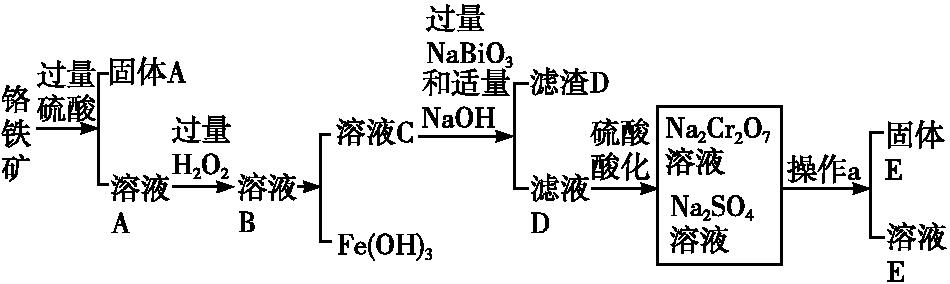 铬
铁
矿
过量
硫酸
固体A
溶液
A
过量
H₂O₂
溶液
B
溶液C
Fe(OH)₃
过量
NaBiO₃
和适量
NaOH
滤渣D
滤液
D
硫酸
酸化
Na₂Cr₂O₇
溶液
Na₂SO₄
溶液
操作a
固体
E
溶液
E